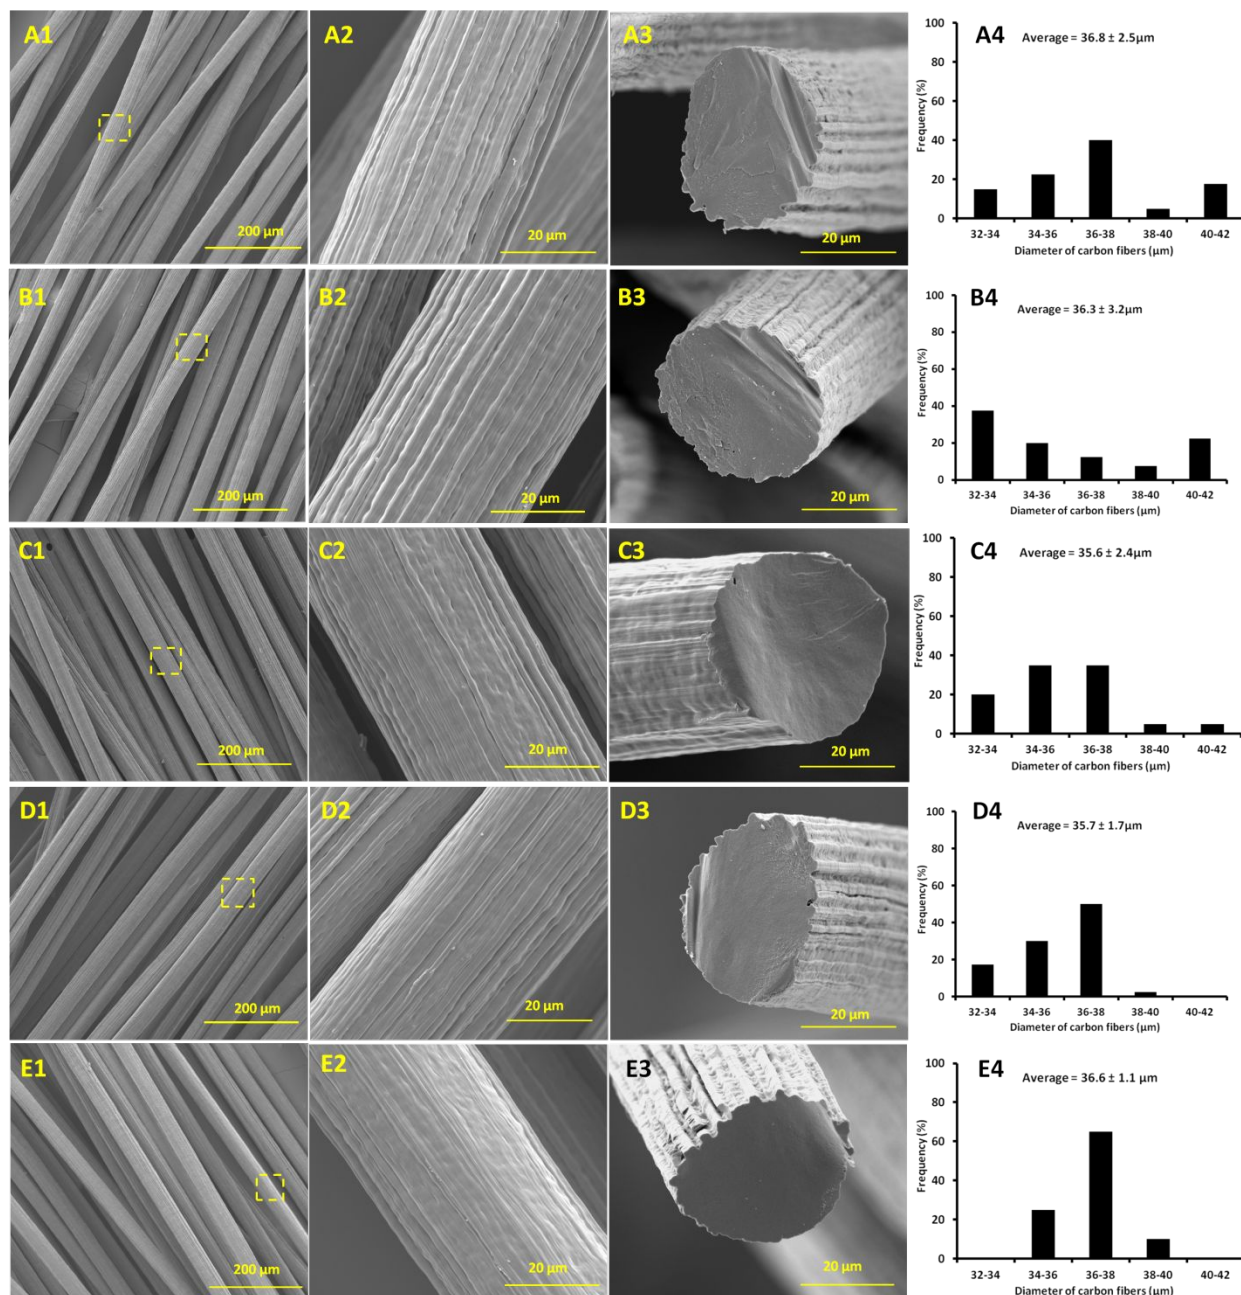 A1
200 µm
A2
20 µm
A3
20 µm
A4
Average = 36.8 ± 2.5µm
Frequency (%)
100
80
60
40
20
0
32-34 34-36 36-38 38-40 40-42
Diameter of carbon fibers (µm)
B1
200 µm
B2
20 µm
B3
20 µm
B4
Average = 36.3 ± 3.2µm
Frequency (%)
100
80
60
40
20
0
32-34 34-36 36-38 38-40 40-42
Diameter of carbon fibers (µm)
C1
200 µm
C2
20 µm
C3
20 µm
C4
Average = 35.6 ± 2.4µm
Frequency (%)
100
80
60
40
20
0
32-34 34-36 36-38 38-40 40-42
Diameter of carbon fibers (µm)
D1
200 µm
D2
20 µm
D3
20 µm
D4
Average = 35.7 ± 1.7µm
Frequency (%)
100
80
60
40
20
0
32-34 34-36 36-38 38-40 40-42
Diameter of carbon fibers (µm)
E1
200 µm
E2
20 µm
E3
20 µm
E4
Average = 36.6 ± 1.1 µm
Frequency (%)
100
80
60
40
20
0
32-34 34-36 36-38 38-40 40-42
Diameter of carbon fibers (µm)